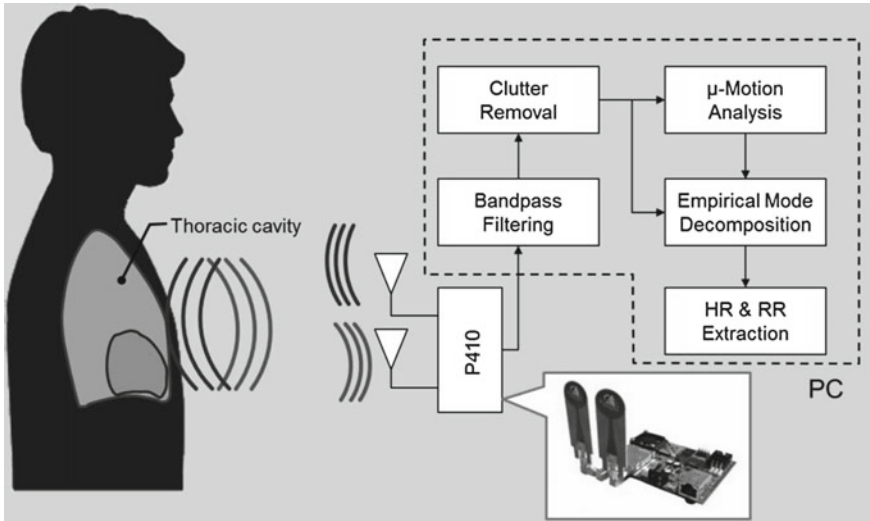 Clutter
Removal
µ-Motion
Analysis
Bandpass
Filtering
Empirical Mode
Decomposition
Thoracic cavity
HR & RR
Extraction
P410
PC